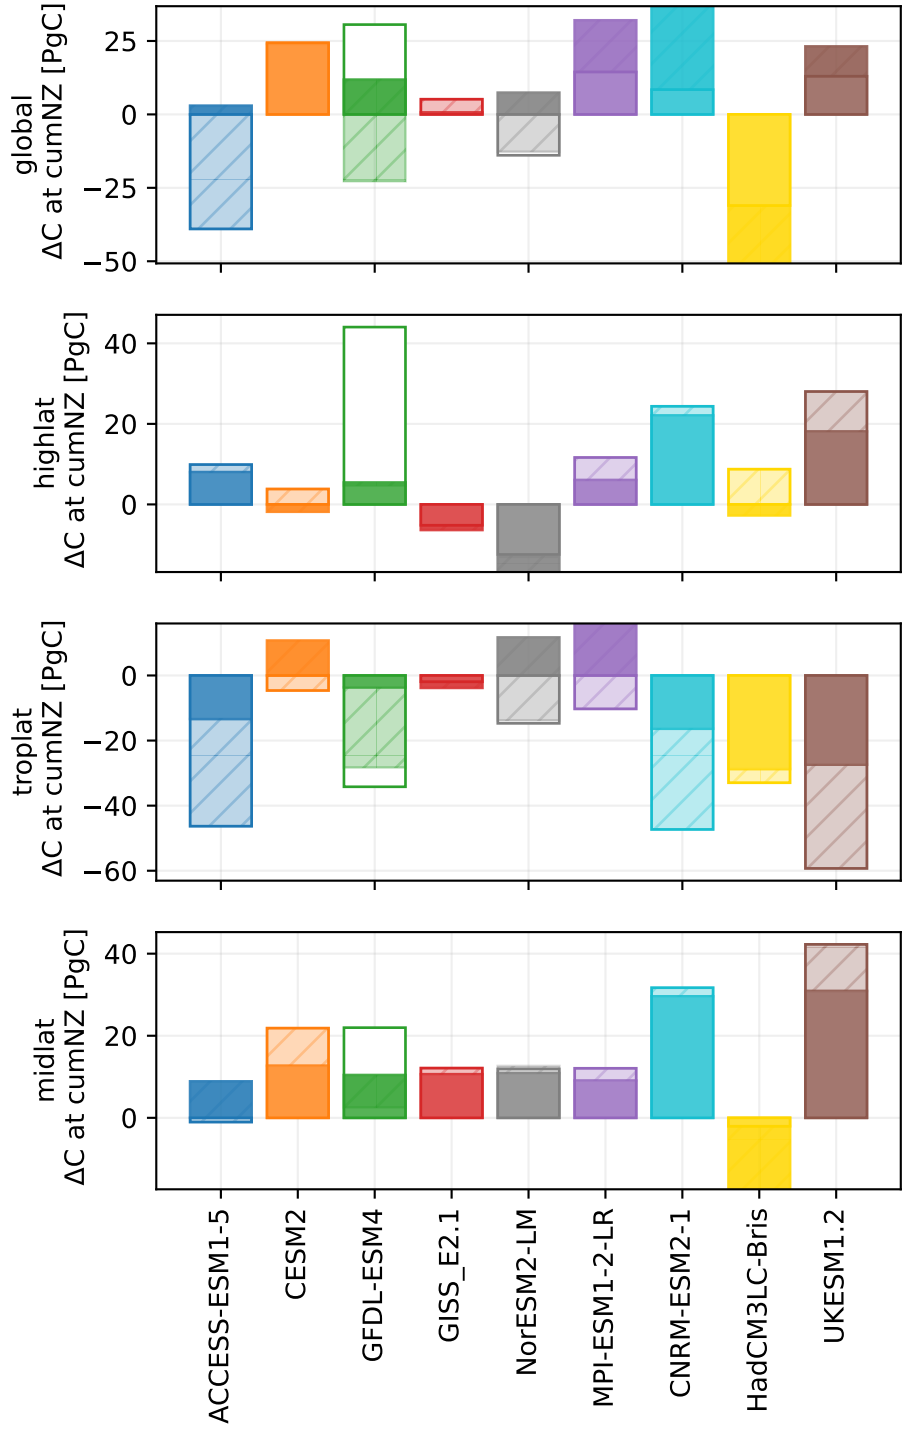 global
ΔC at cumNZ [PgC]
25
0
−25
−50
highlat
ΔC at cumNZ [PgC]
40
20
0
troplat
ΔC at cumNZ [PgC]
0
−20
−40
−60
midlat
ΔC at cumNZ [PgC]
40
20
0
ACCESS-ESM1-5
CESM2
GFDL-ESM4
GISS_E2.1
NorESM2-LM
MPI-ESM1-2-LR
CNRM-ESM2-1
HadCM3LC-Bris
UKESM1.2